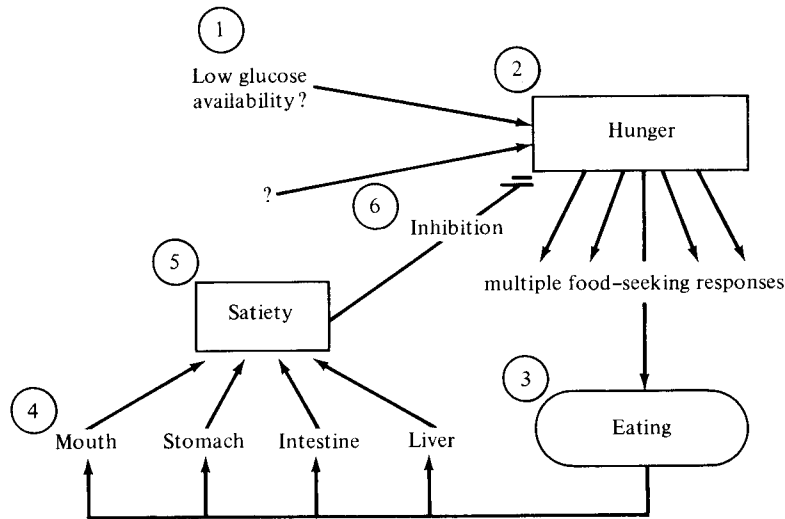 1
Low glucose
availability?
2
Hunger
?
6
Inhibition
multiple food-seeking responses
5
Satiety
3
Eating
4
Mouth
Stomach
Intestine
Liver